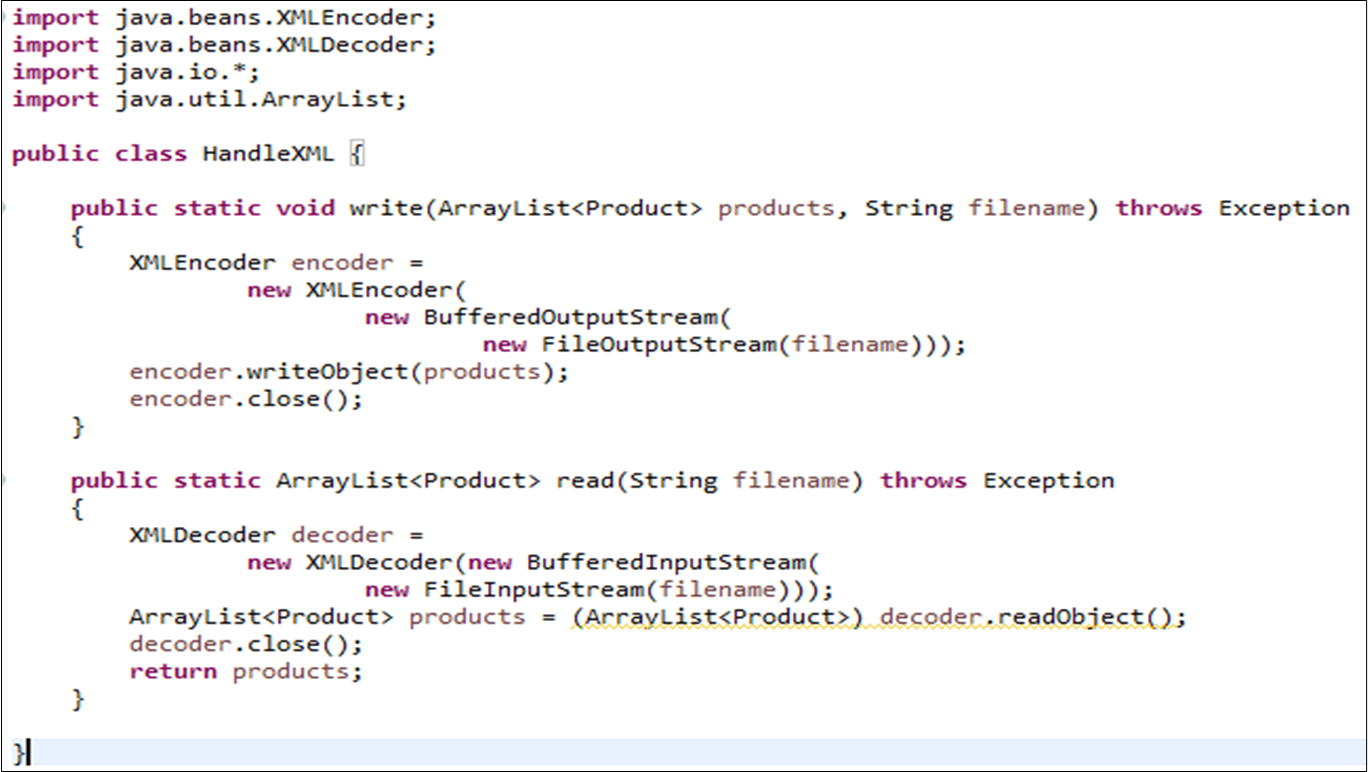 import java.beans.XMLEncoder;
import java.beans.XMLDecoder;
import java.io.*;
import java.util.ArrayList;
public class HandleXML {
public static void write(ArrayList<Product> products, String filename) throws Exception
{
XMLEncoder encoder =
new XMLEncoder(
new BufferedOutputStream(
new FileOutputStream(filename)));
encoder.writeObject(products);
encoder.close();
}
public static ArrayList<Product> read(String filename) throws Exception
{
XMLDecoder decoder =
new XMLDecoder(new BufferedInputStream(
new FileInputStream(filename)));
ArrayList<Product> products = (ArrayList<Product>) decoder.readObject();
decoder.close();
return products;
}
}